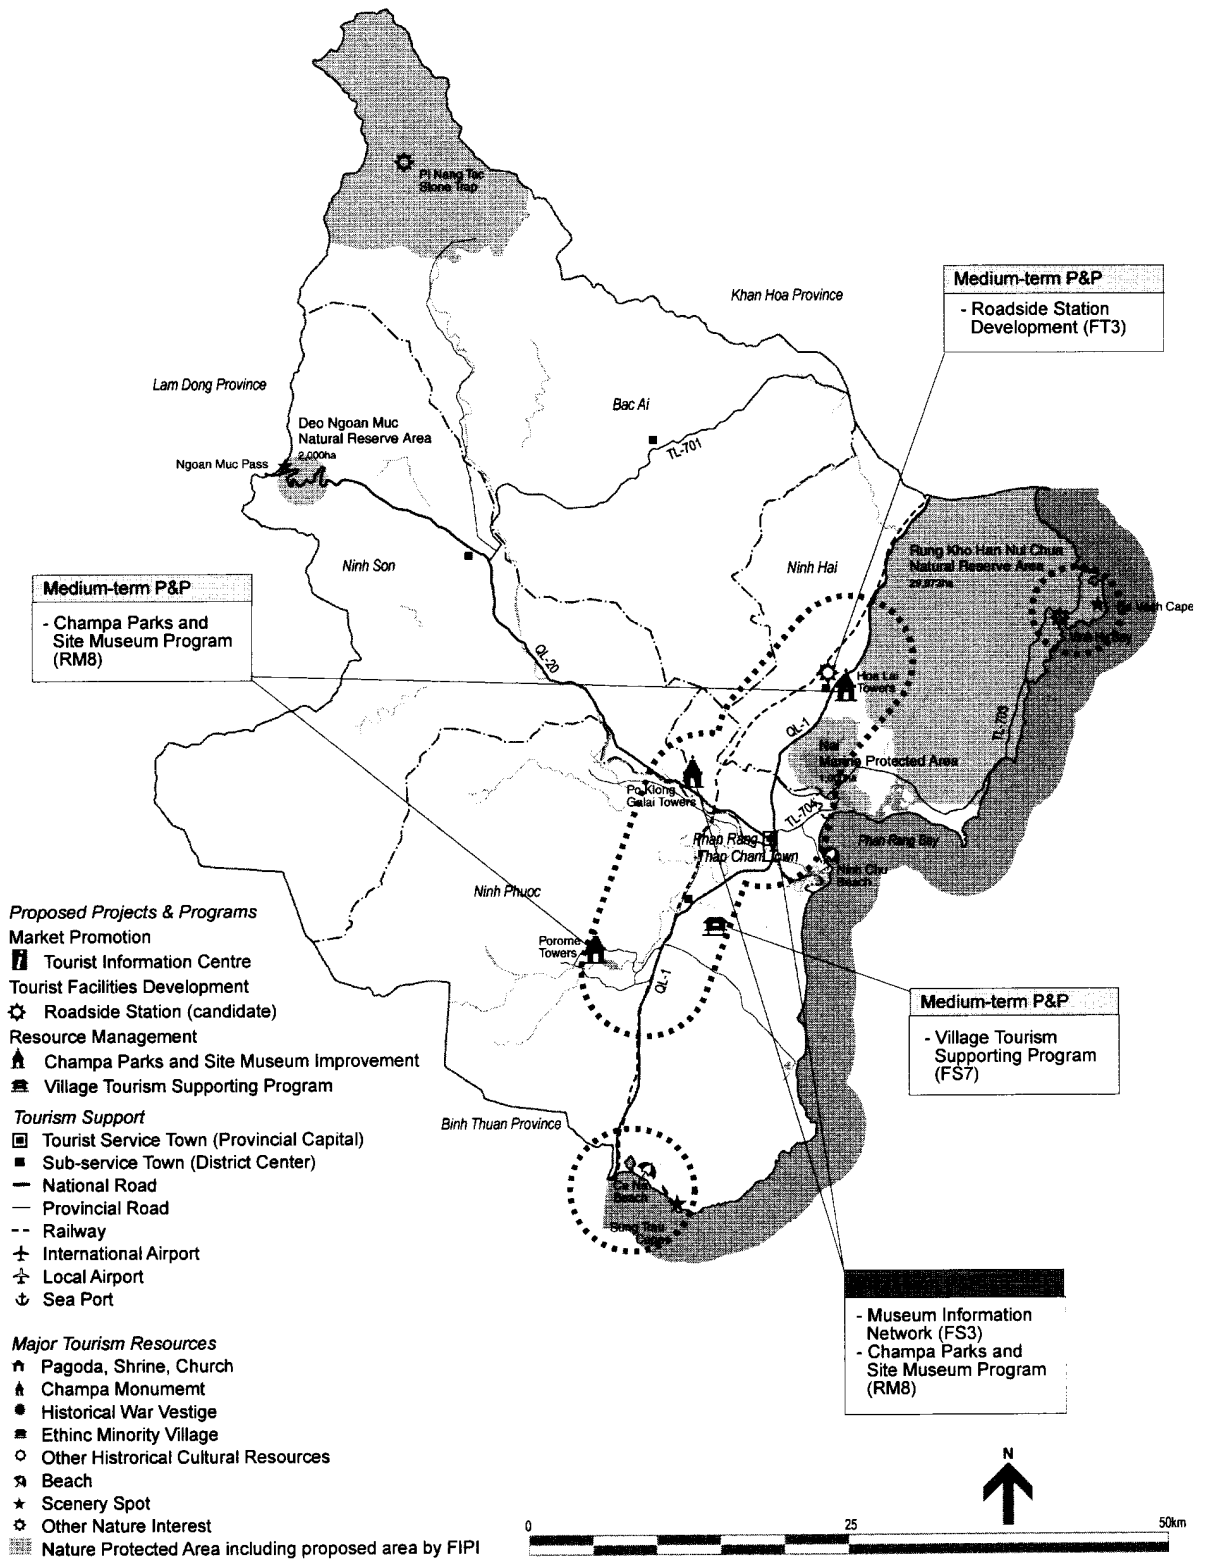 Pi Nang Tac
Stone Trap
Khan Hoa Province
Medium-term P&P
- Roadside Station
Development (FT3)
Lam Dong Province
Bac Ai
TL-701
Deo Ngoan Muc
Natural Reserve Area
2,000ha
Ngoan Muc Pass
Ninh Son
Ninh Hai
Rung Kho Han Nui Chua
Natural Reserve Area
Medium-term P&P
- Champa Parks and
Site Museum Program
(RM8)
Cape
QL-20
Hoa Lai
Towers
QL-1
TL-703
Nai
Marine Protected Area
Po Klong
Galai Towers
TL-704
Phan Rang
Thap Cham Town
Phan Rang Bay
Ninh Chu
Beach
Ninh Phuoc
Porome
Towers
QL-1
Medium-term P&P
- Village Tourism
Supporting Program
(FS7)
Binh Thuan Province
Ca Na
Beach
- Museum Information
Network (FS3)
- Champa Parks and
Site Museum Program
(RM8)
Proposed Projects & Programs
Market Promotion
Tourist Information Centre
Tourist Facilities Development
Roadside Station (candidate)
Resource Management
Champa Parks and Site Museum Improvement
Village Tourism Supporting Program
Tourism Support
Tourist Service Town (Provincial Capital)
Sub-service Town (District Center)
National Road
Provincial Road
Railway
International Airport
Local Airport
Sea Port
Major Tourism Resources
Pagoda, Shrine, Church
Champa Monumemt
Historical War Vestige
Ethinc Minority Village
Other Histrorical Cultural Resources
Beach
Scenery Spot
Other Nature Interest
Nature Protected Area including proposed area by FIPI
N
0 25 50km